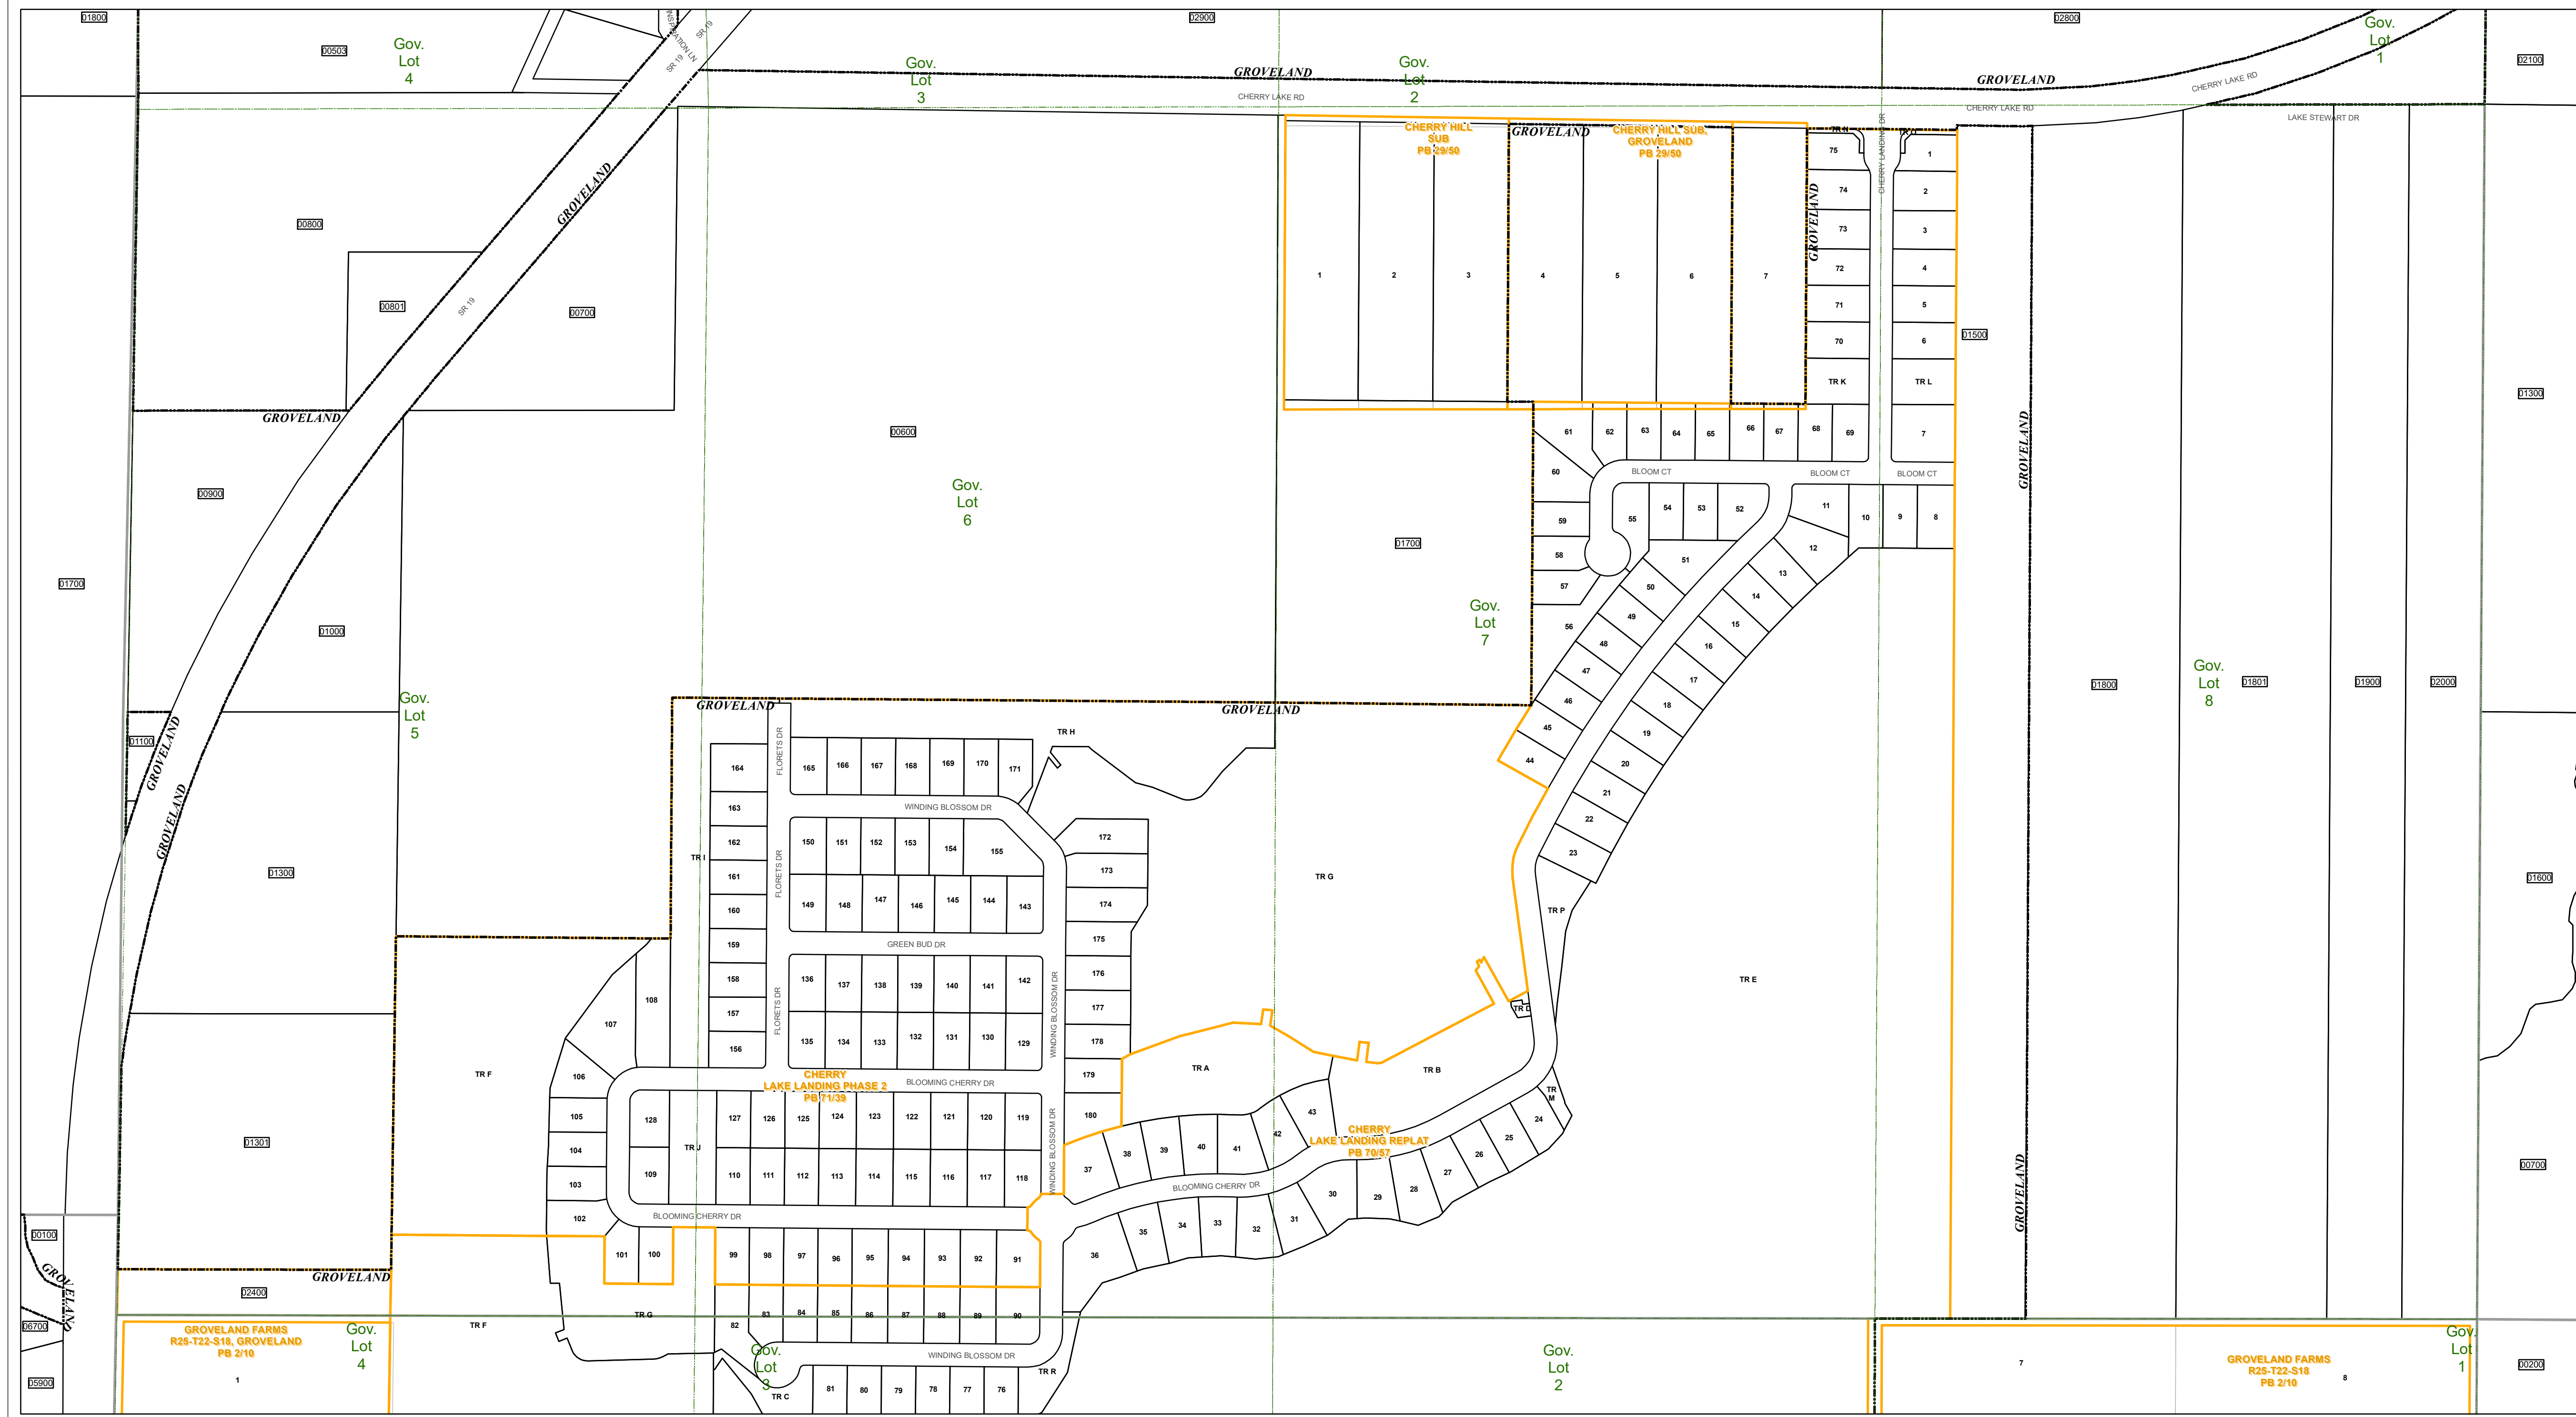 01800
00503
Gov.
Lot
4
SR 19
SR 19
Gov.
Lot
3
02900
GROVELAND
CHERRY LAKE RD
Gov.
Lot
2
02800
GROVELAND
CHERRY LAKE RD
CHERRY LAKE RD
Gov.
Lot
1
02100
LAKE STEWART DR
CHERRY HILL
SUB
PB 29/50
GROVELAND
CHERRY HILL SUB,
GROVELAND
PB 29/50
TR N
CHERRY LANDING DR
75
1
74
2
73
3
72
4
71
5
70
6
TR K
TR L
GROVELAND
1
2
3
4
5
6
7
00800
GROVELAND
00801
SR 19
00700
01500
01300
GROVELAND
00600
GROVELAND
61
62
63
64
65
66
67
68
69
7
60
BLOOM CT
BLOOM CT
BLOOM CT
00900
Gov.
Lot
6
01700
59
55
54
53
52
11
10
9
8
58
51
12
57
50
13
01700
01000
Gov.
Lot
7
56
49
14
48
15
47
16
46
17
45
18
44
19
20
21
22
23
01800
Gov.
Lot
8
01801
01900
02000
Gov.
Lot
5
GROVELAND
GROVELAND
01100
GROVELAND
GROVELAND
TR H
FLORETS DR
164
165
166
167
168
169
170
171
163
WINDING BLOSSOM DR
162
150
151
152
153
154
155
172
TR I
161
FLORETS DR
173
160
149
148
147
146
145
144
143
174
TR G
01300
01600
TR P
159
GREEN BUD DR
175
158
136
137
138
139
140
141
142
176
TR E
108
157
FLORETS DR
WINDING BLOSSOM DR
177
107
TR D
156
135
134
133
132
131
130
129
178
TR F
106
CHERRY
LAKE LANDING PHASE 2
PB 71/39
BLOOMING CHERRY DR
179
TR A
TR B
TR
M
105
128
127
126
125
124
123
122
121
120
119
180
43
24
01301
104
TR J
WINDING BLOSSOM DR
37
38
39
40
41
42
CHERRY
LAKE LANDING REPLAT
PB 70/57
25
26
103
109
110
111
112
113
114
115
116
117
118
BLOOMING CHERRY DR
30
29
28
27
GROVELAND
00700
102
BLOOMING CHERRY DR
36
35
34
33
32
31
00100
101
100
99
98
97
96
95
94
93
92
91
GROVELAND
GROVELAND
02400
TR G
82
83
84
85
86
87
88
89
90
06700
GROVELAND FARMS
R25-T22-S18, GROVELAND
PB 2/10
Gov.
Lot
4
TR F
Gov.
Lot
3
WINDING BLOSSOM DR
Gov.
Lot
2
7
GROVELAND FARMS
R25-T22-S18
PB 2/10
8
Gov.
Lot
1
00200
05900
1
TR C
81
80
79
78
77
76
TR R